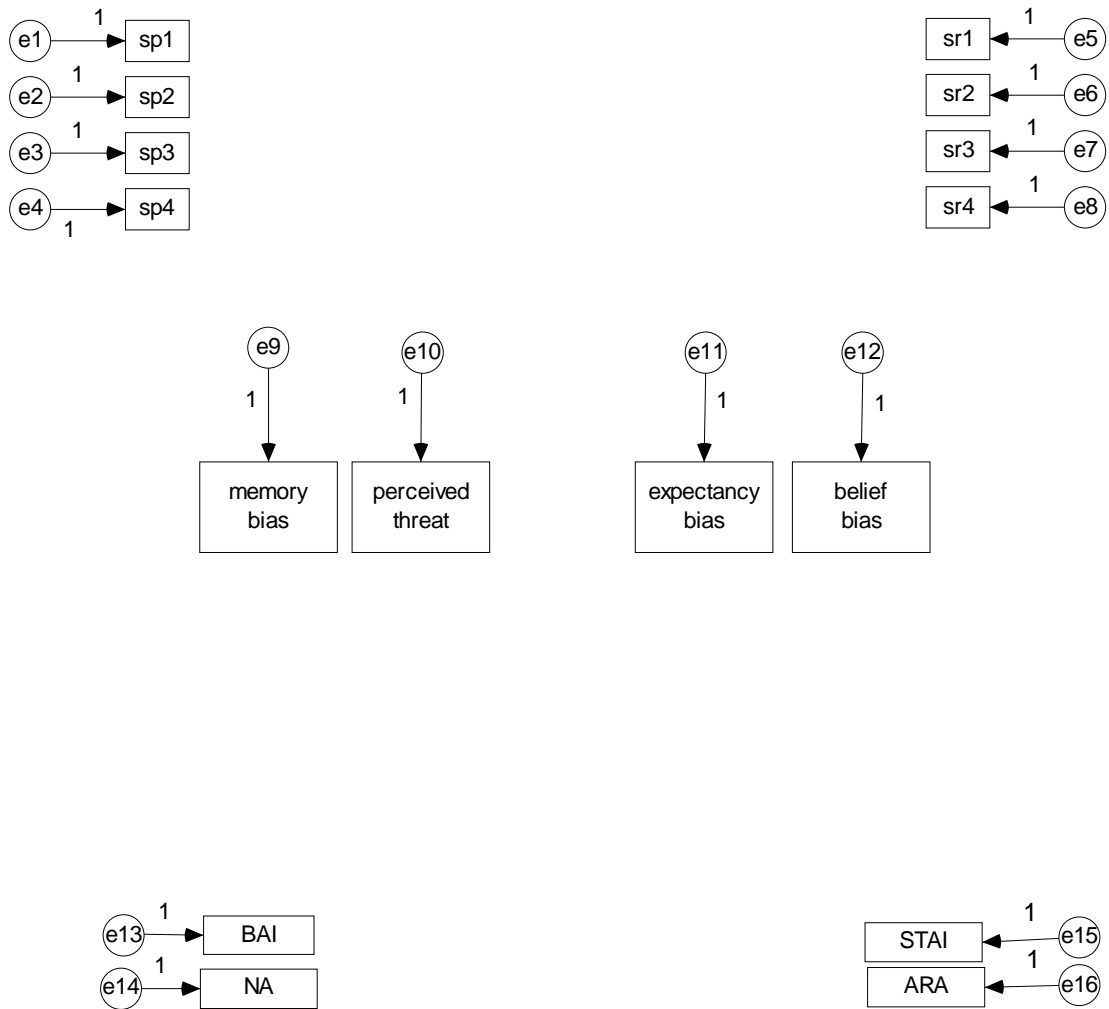 e1 1 sp1
e2 1 sp2
e3 1 sp3
e4 1 sp4
sr1 1 e5
sr2 1 e6
sr3 1 e7
sr4 1 e8
e9 e10 e11 e12
1 1 1 1
memory
bias
perceived
threat
expectancy
bias
belief
bias
e13 1 BAI
e14 1 NA
STAI 1 e15
ARA 1 e16